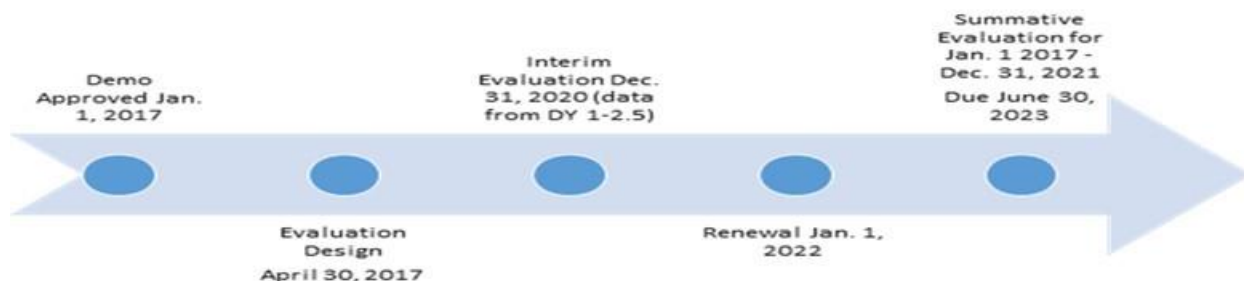 Demo
Approved Jan.
1, 2017
Evaluation
Design
April 30, 2017
Interim
Evaluation Dec.
31, 2020 (data
from DY 1-2.5)
Renewal Jan. 1,
2022
Summative
Evaluation for
Jan. 1 2017 -
Dec. 31, 2021
Due June 30,
2023